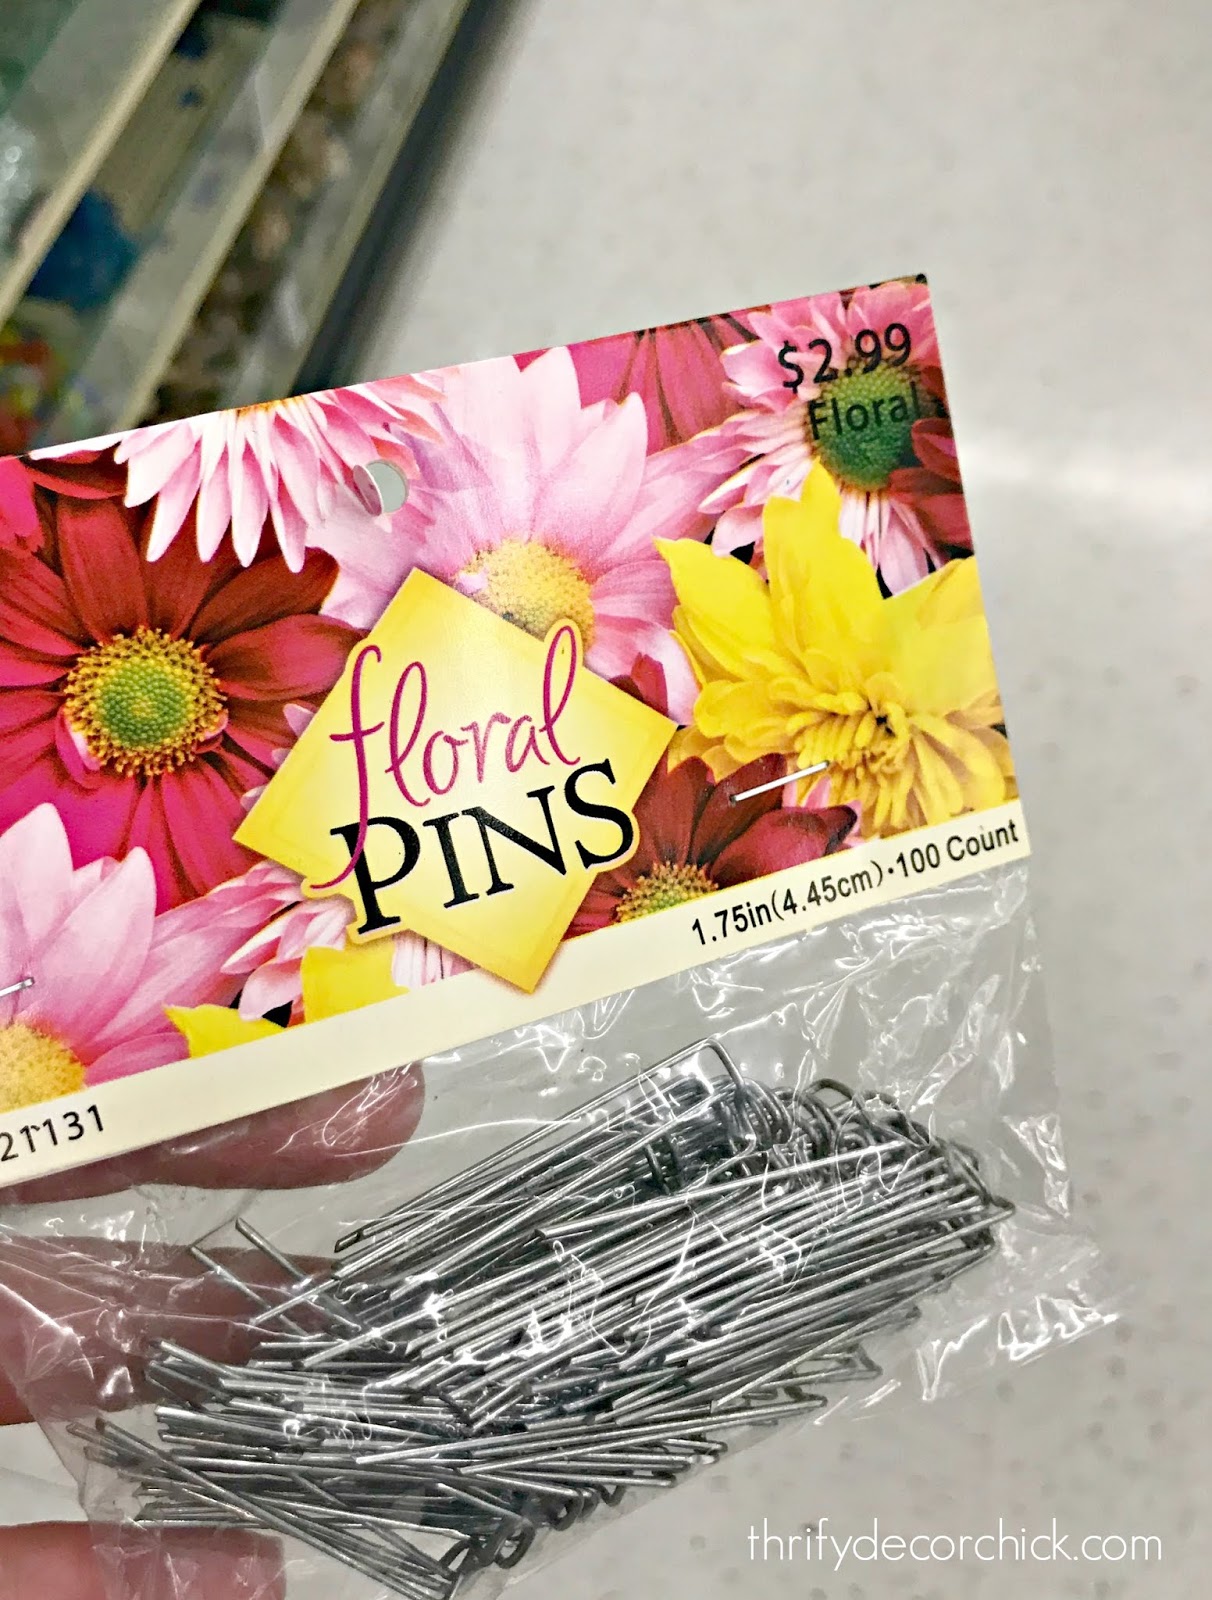 $2.99
Floral
floral
PINS
1.75in(4.45cm)•100 Count
21131
thrifydecorchick.com